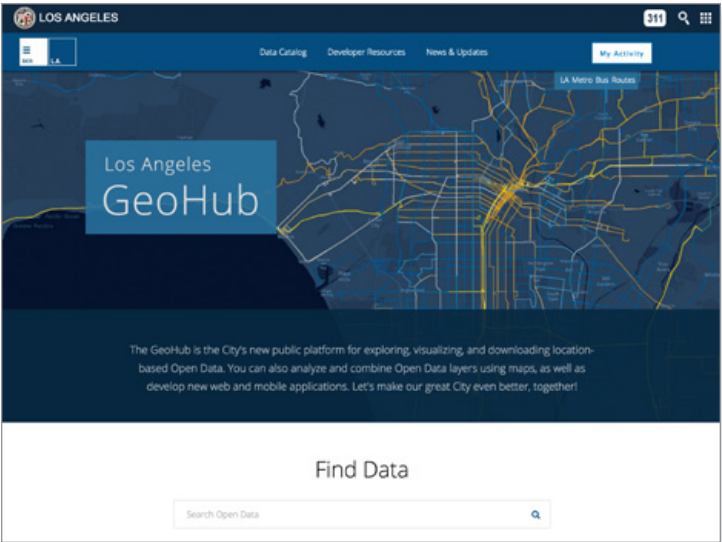 LOS ANGELES
311
GEO L.A.
Data Catalog Developer Resources News & Updates My Activity
LA Metro Bus Routes
Los Angeles
GeoHub
The GeoHub is the City's new public platform for exploring, visualizing, and downloading location-
based Open Data. You can also analyze and combine Open Data layers using maps, as well as
develop new web and mobile applications. Let's make our great City even better, together!
Find Data
Search Open Data